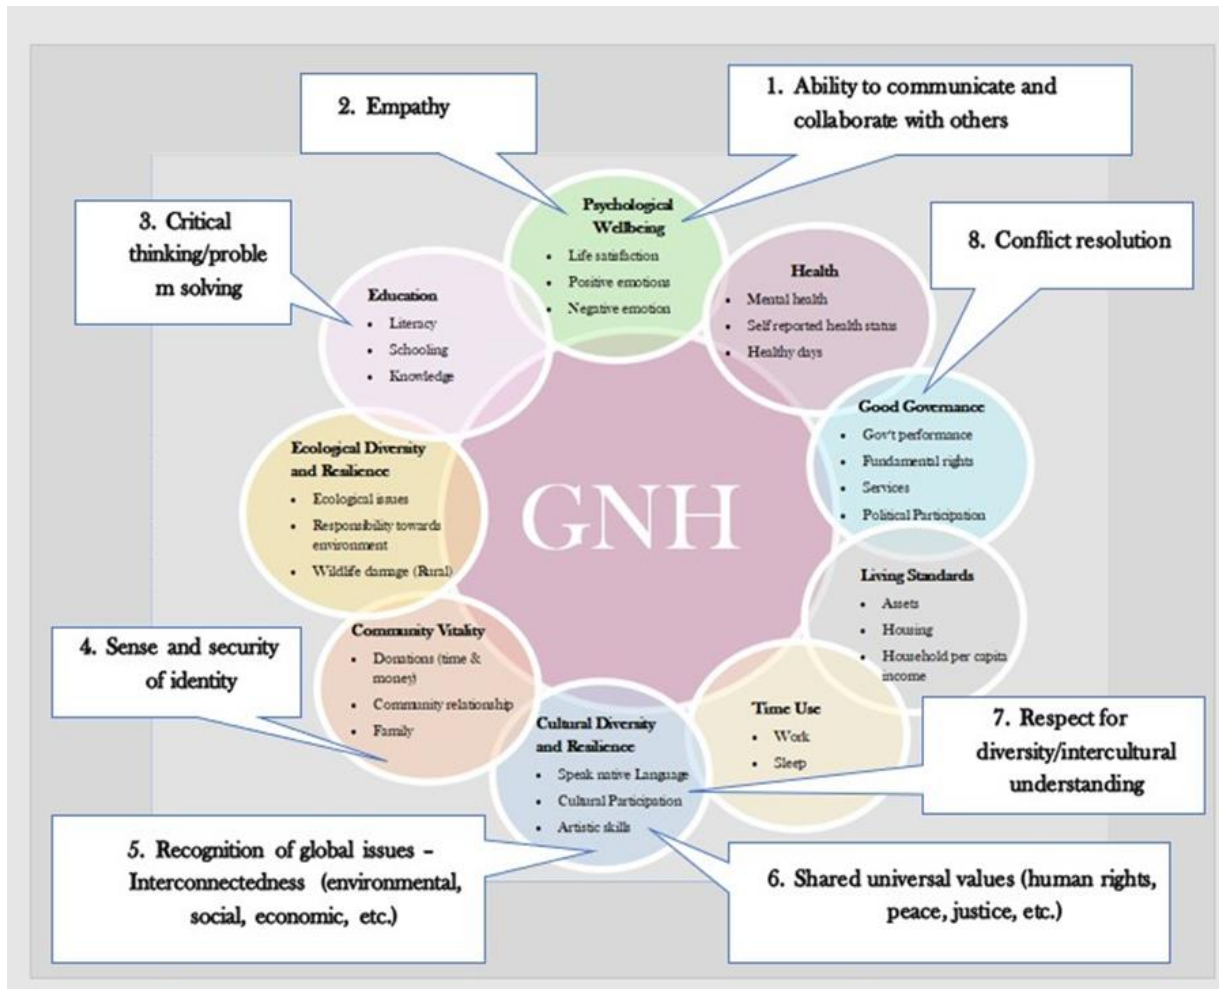 2. Empathy
1. Ability to communicate and
collaborate with others
3. Critical
thinking/proble
m solving
8. Conflict resolution
Psychological
Wellbeing
• Life satisfaction
• Positive emotions
• Negative emotion
Health
• Mental health
• Self reported health status
• Healthy days
Education
• Literacy
• Schooling
• Knowledge
Good Governance
• Gov't performance
• Fundamental rights
• Services
• Political Participation
Ecological Diversity
and Resilience
• Ecological issues
• Responsibility towards
environment
• Wildlife damage (Rural)
GNH
Living Standards
• Assets
• Housing
• Household per capita
income
Community Vitality
• Donations (time &
money)
• Community relationship
• Family
4. Sense and security
of identity
Time Use
• Work
• Sleep
Cultural Diversity
and Resilience
• Speak native Language
• Cultural Participation
• Artistic skills
7. Respect for
diversity/intercultural
understanding
5. Recognition of global issues –
Interconnectedness (environmental,
social, economic, etc.)
6. Shared universal values (human rights,
peace, justice, etc.)